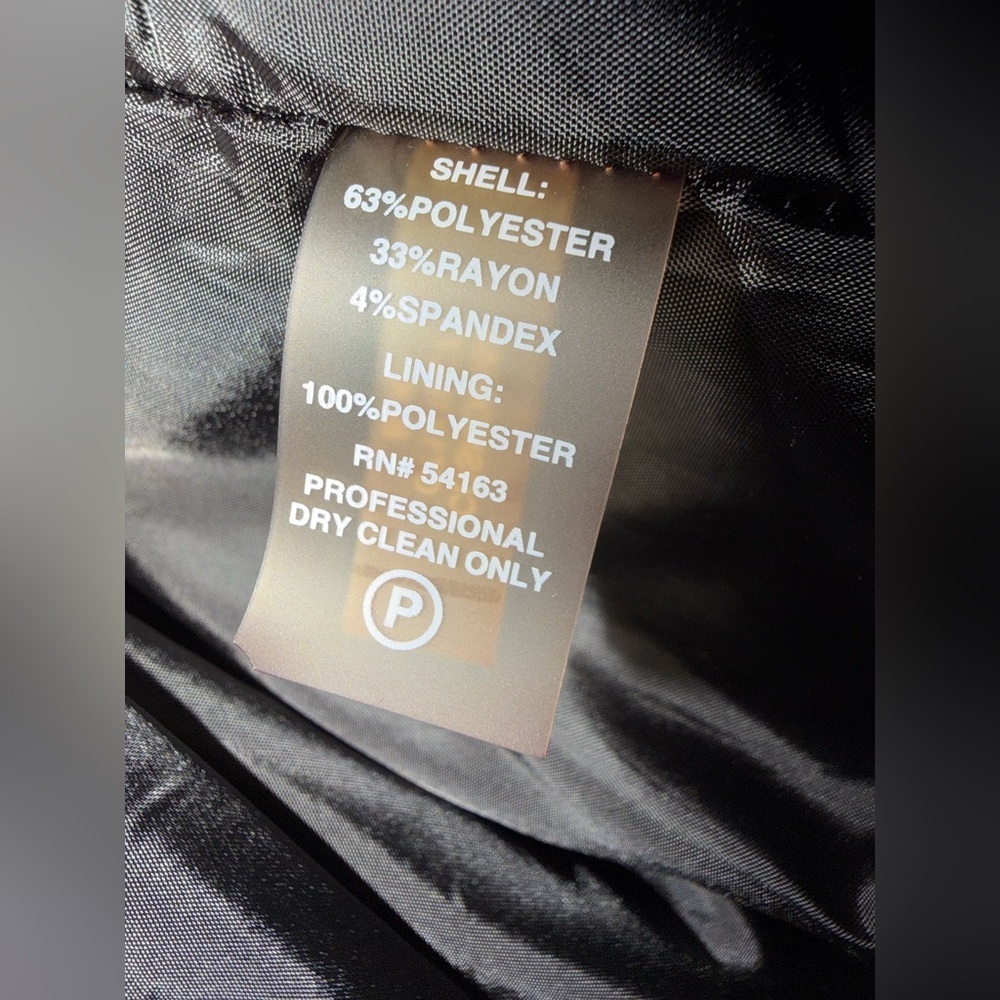 SHELL:
63%POLYESTER
33%RAYON
4%SPANDEX
LINING:
100%POLYESTER
RN# 54163
PROFESSIONAL
DRY CLEAN ONLY
P